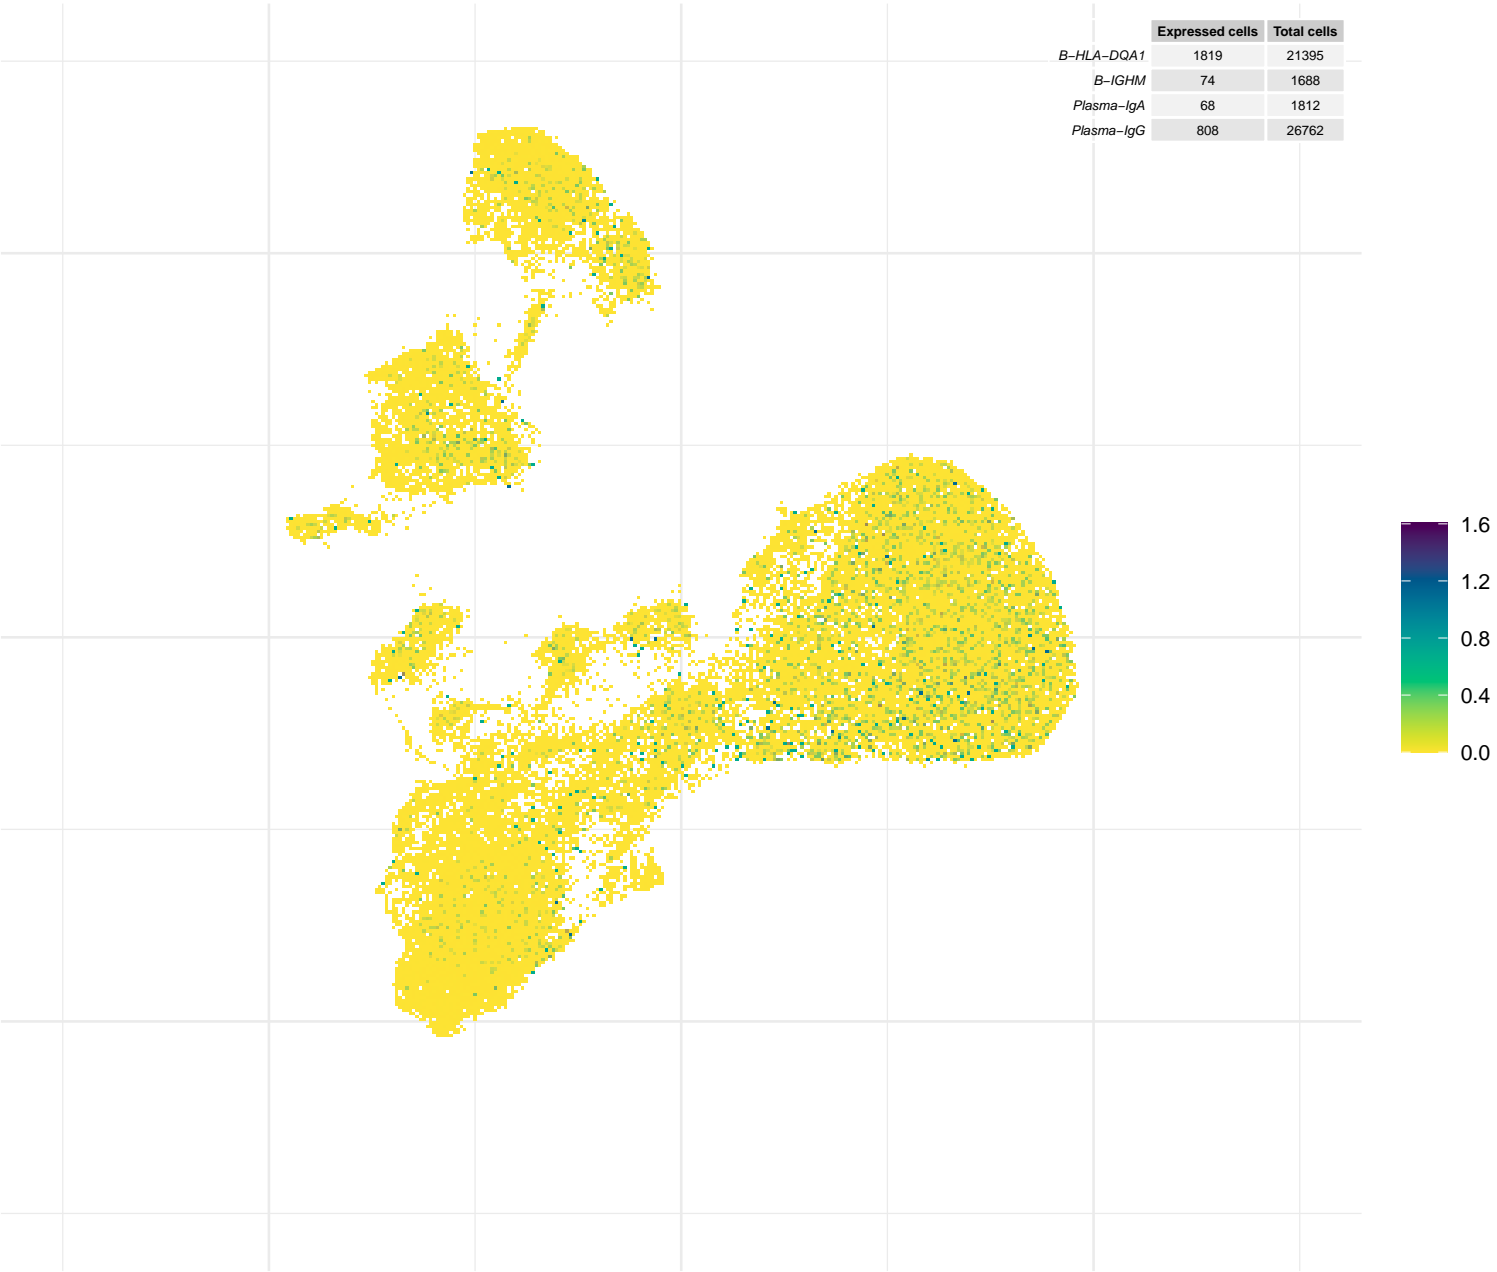 Expressed cells Total cells
B−HLA−DQA1 1819 21395
B−IGHM 74 1688
Plasma−IgA 68 1812
Plasma−IgG 808 26762
1.6
1.2
0.8
0.4
0.0